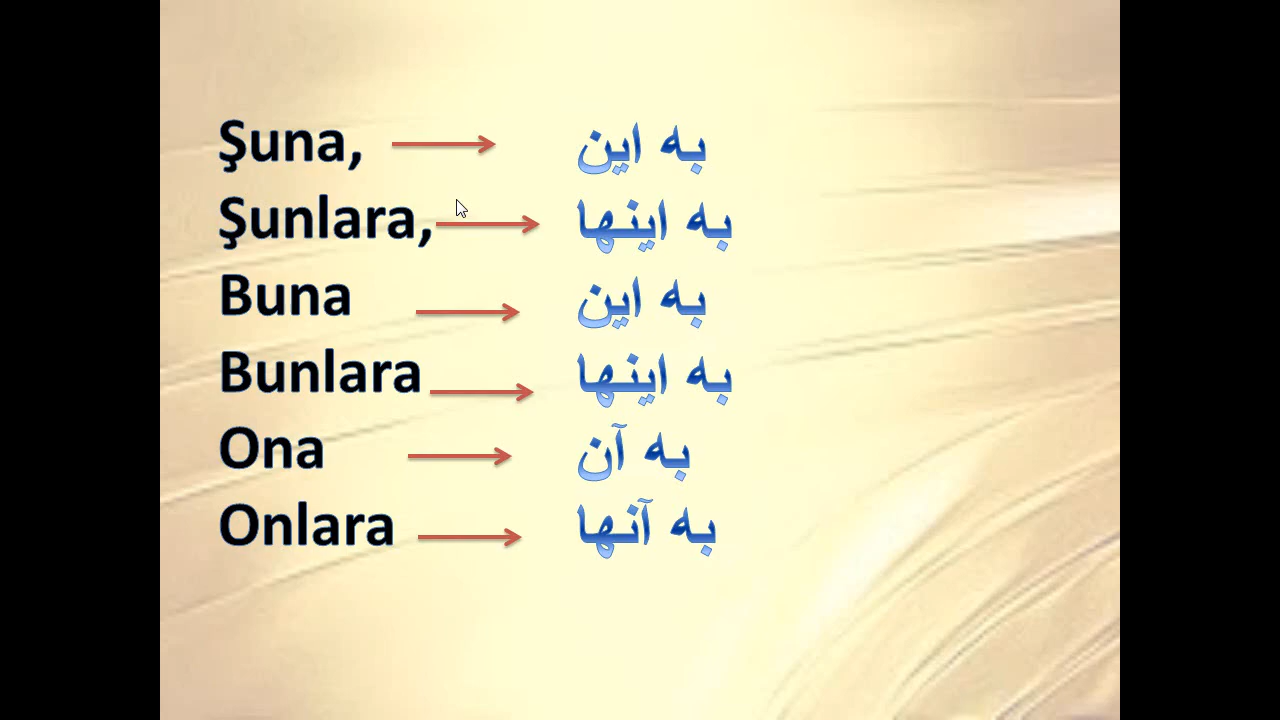 Şuna, به این
Şunlara, به اینها
Buna به این
Bunlara به اینها
Ona به آن
Onlara به آنها